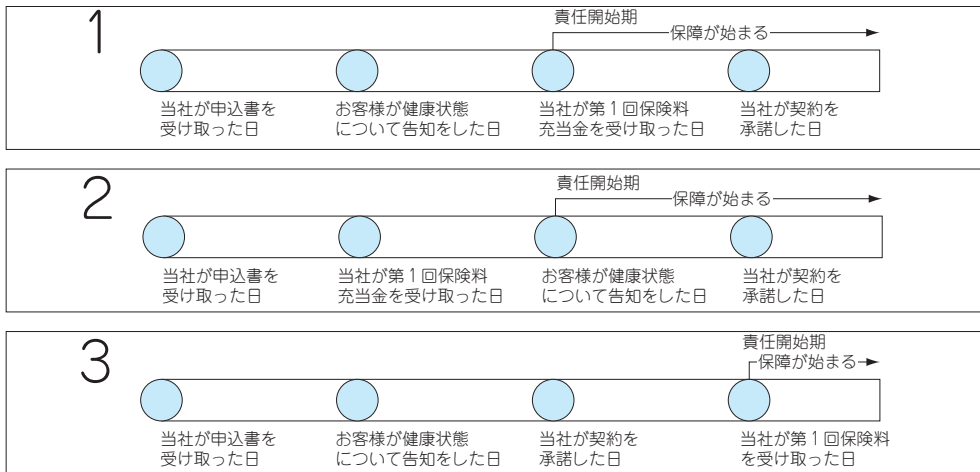 1
責任開始期
保障が始まる
当社が申込書を
受け取った日
お客様が健康状態
について告知をした日
当社が第1回保険料
充当金を受け取った日
当社が契約を
承諾した日
2
責任開始期
保障が始まる
当社が申込書を
受け取った日
当社が第1回保険料
充当金を受け取った日
お客様が健康状態
について告知をした日
当社が契約を
承諾した日
3
責任開始期
保障が始まる
当社が申込書を
受け取った日
お客様が健康状態
について告知をした日
当社が契約を
承諾した日
当社が第1回保険料
を受け取った日